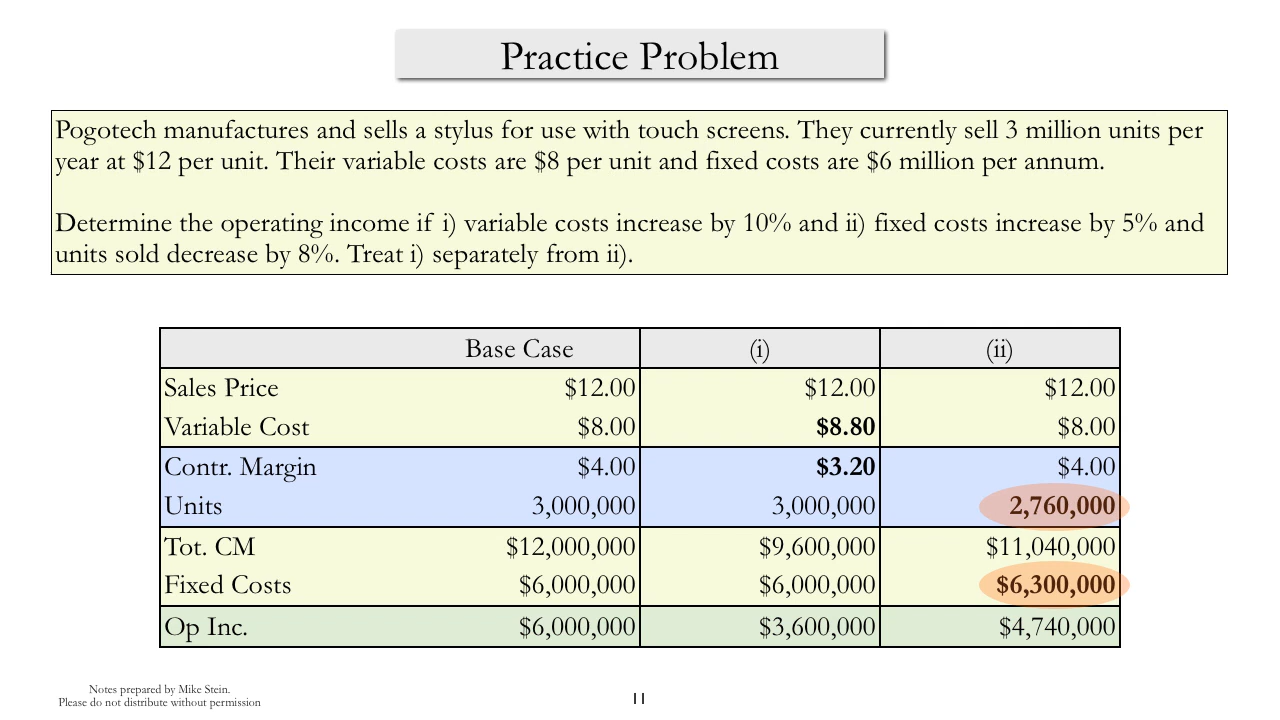 Practice Problem
Pogotech manufactures and sells a stylus for use with touch screens. They currently sell 3 million units per
year at $12 per unit. Their variable costs are $8 per unit and fixed costs are $6 million per annum.
Determine the operating income if i) variable costs increase by 10% and ii) fixed costs increase by 5% and
units sold decrease by 8%. Treat i) separately from ii).
Base Case (i) (ii)
Sales Price $12.00 $12.00 $12.00
Variable Cost $8.00 $8.80 $8.00
Contr. Margin $4.00 $3.20 $4.00
Units 3,000,000 3,000,000 2,760,000
Tot. CM $12,000,000 $9,600,000 $11,040,000
Fixed Costs $6,000,000 $6,000,000 $6,300,000
Op Inc. $6,000,000 $3,600,000 $4,740,000
Notes prepared by Mike Stein.
Please do not distribute without permission
11